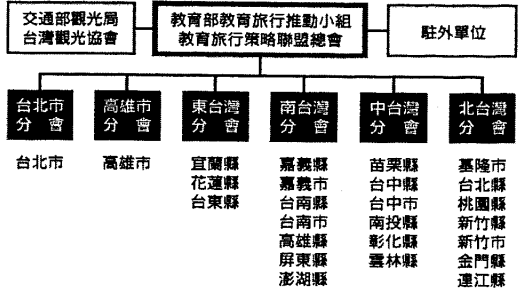 交通部觀光局
台灣觀光協會
教育部教育旅行推動小組
教育旅行策略聯盟總會
駐外單位
台北市
分會
高雄市
分會
東台灣
分會
南台灣
分會
中台灣
分會
北台灣
分會
台北市
高雄市
宜蘭縣
花蓮縣
台東縣
嘉義縣
嘉義市
台南縣
台南市
高雄縣
屏東縣
澎湖縣
苗栗縣
台中縣
台中市
南投縣
彰化縣
雲林縣
基隆市
台北縣
桃園縣
新竹縣
新竹市
金門縣
連江縣